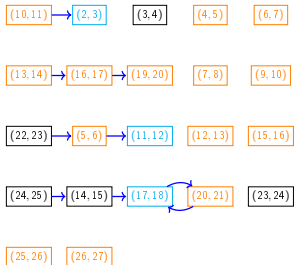 (10,11) (2,3) (3,4) (4,5) (6,7)
(13,14) (16,17) (19,20) (7,8) (9,10)
(22,23) (5,6) (11,12) (12,13) (15,16)
(24,25) (14,15) (17,18) (20,21) (23,24)
(25,26) (26,27)